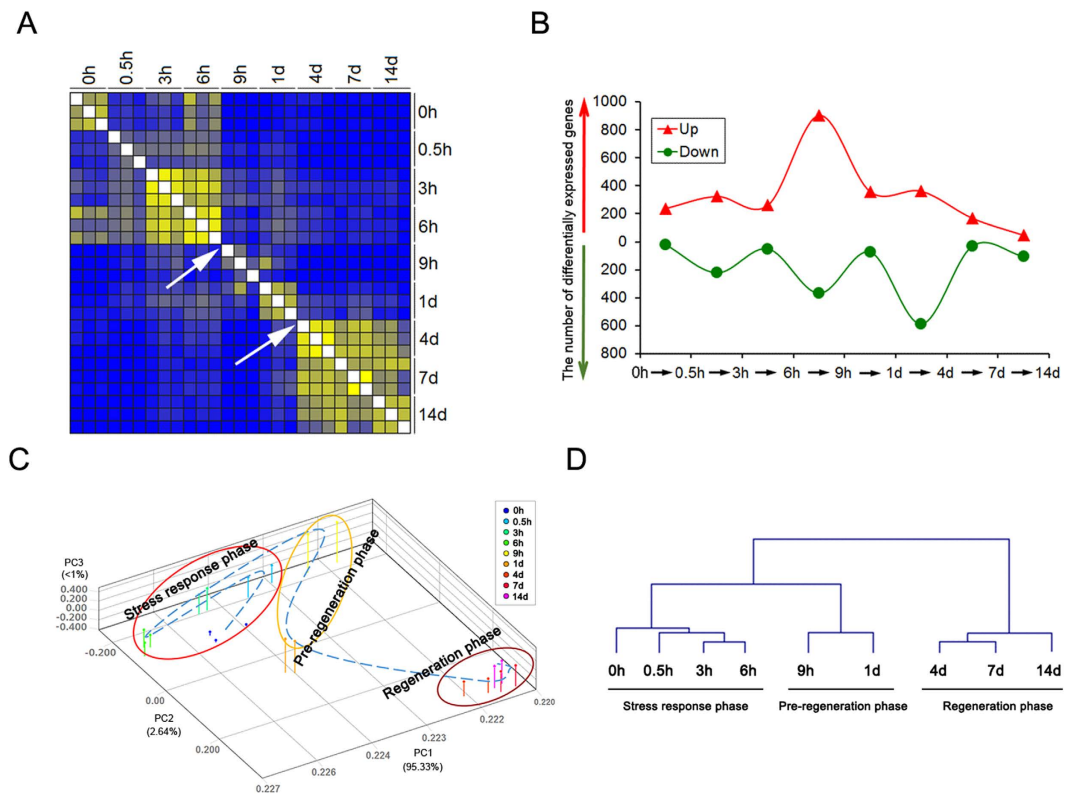 A
0h 0.5h 3h 6h 9h 1d 4d 7d 14d
0h
0.5h
3h
6h
9h
1d
4d
7d
14d
B
The number of differentially expressed genes
1000
800
600
400
200
0
200
400
600
800
Up
Down
0h 0.5h 3h 6h 9h 1d 4d 7d 14d
C
Stress response phase
Pre-regeneration phase
Regeneration phase
0h
0.5h
3h
6h
9h
1d
4d
7d
14d
PC3
(<1%)
0.400
0.200
0.00
-0.200
-0.400
-0.200
0.00
0.200
PC2
(2.64%)
0.227
0.226
0.224
0.223
0.222
0.220
PC1
(95.33%)
D
0h 0.5h 3h 6h 9h 1d 4d 7d 14d
Stress response phase Pre-regeneration phase Regeneration phase